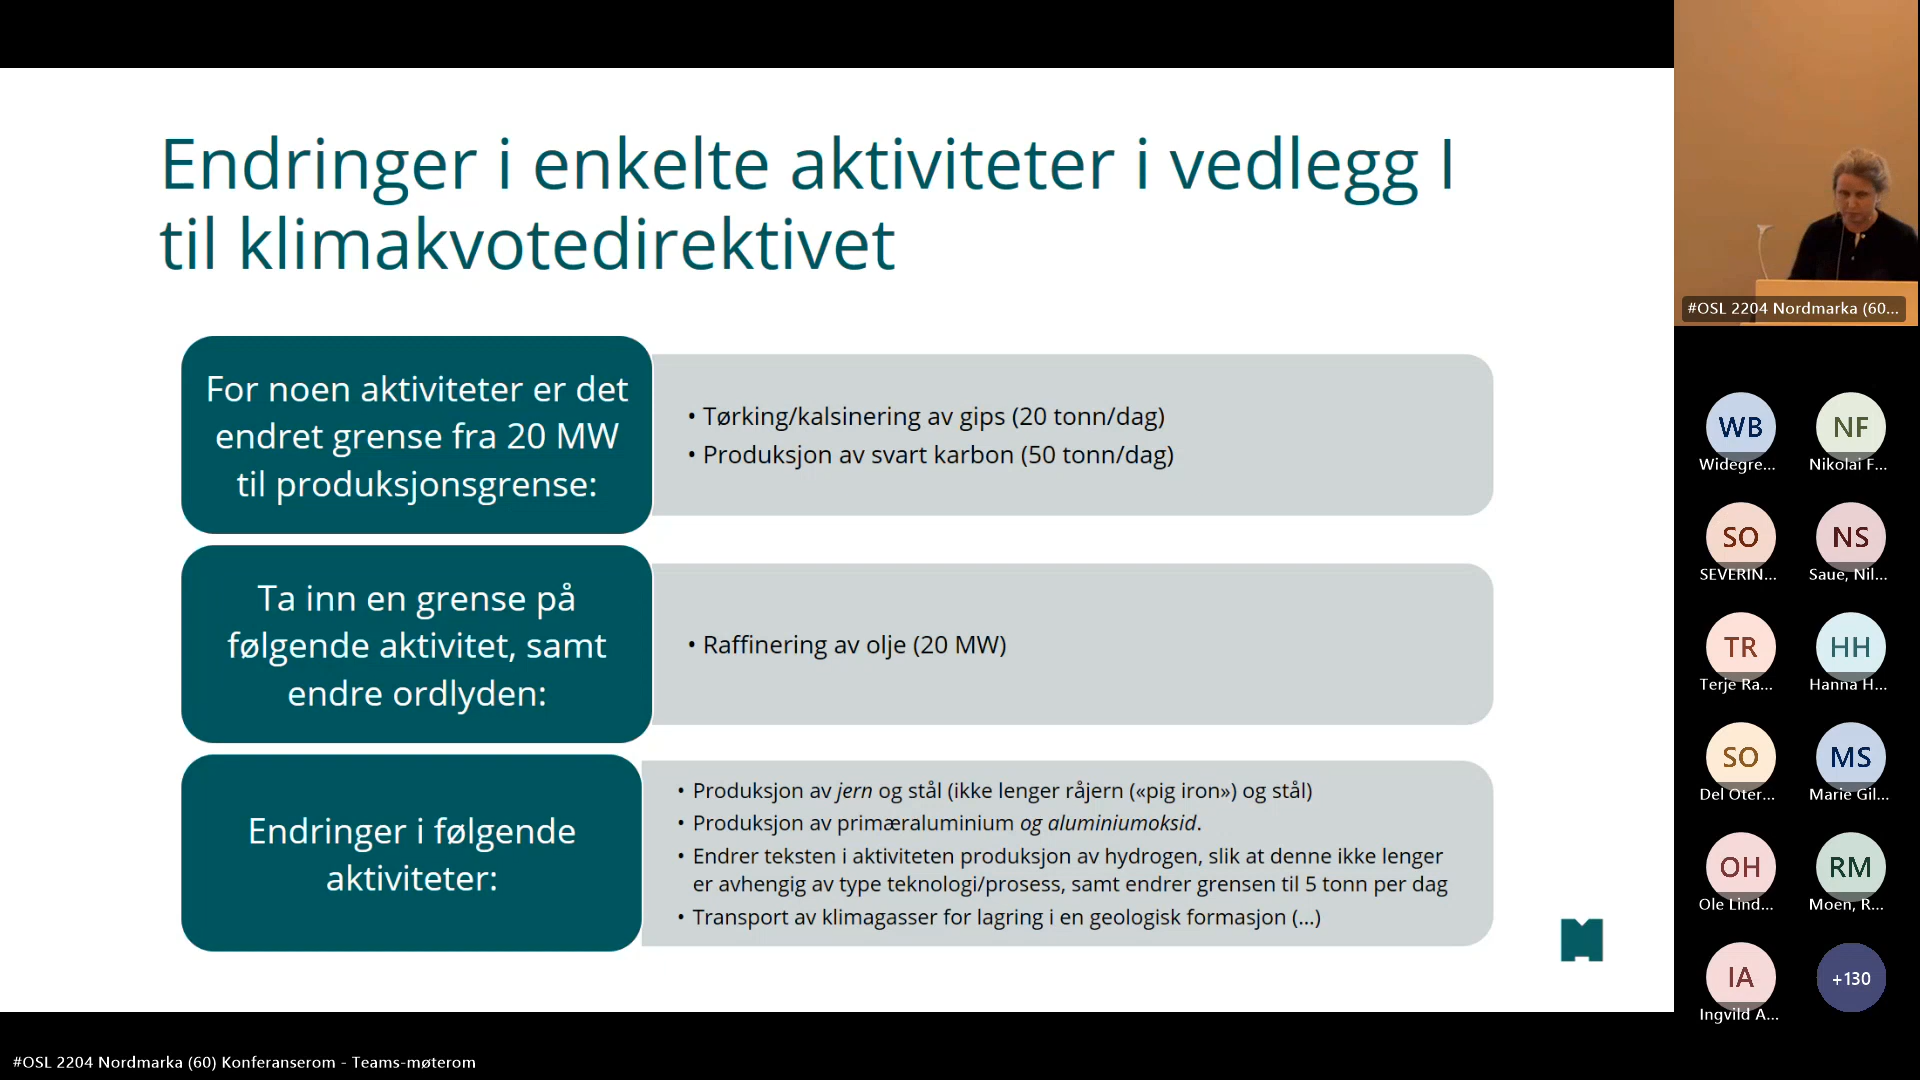 Endringer i enkelte aktiviteter i vedlegg I
til klimakvotedirektivet
For noen aktiviteter er det
endret grense fra 20 MW
til produksjonsgrense:
• Tørking/kalsinering av gips (20 tonn/dag)
• Produksjon av svart karbon (50 tonn/dag)
Ta inn en grense på
følgende aktivitet, samt
endre ordlyden:
• Raffinering av olje (20 MW)
Endringer i følgende
aktiviteter:
• Produksjon av jern og stål (ikke lenger råjern («pig iron») og stål)
• Produksjon av primæraluminium og aluminiumoksid.
• Endrer teksten i aktiviteten produksjon av hydrogen, slik at denne ikke lenger
er avhengig av type teknologi/prosess, samt endrer grensen til 5 tonn per dag
• Transport av klimagasser for lagring i en geologisk formasjon (...)
#OSL 2204 Nordmarka (60...
WB
Widegre...
NF
Nikolai F...
SO
SEVERIN...
NS
Saue, Nil...
TR
Terje Ra...
HH
Hanna H...
SO
Del Oter...
MS
Marie Gil...
OH
Ole Lind...
RM
Moen, R...
IA
Ingvild A...
+130
#OSL 2204 Nordmarka (60) Konferanserom - Teams-møterom